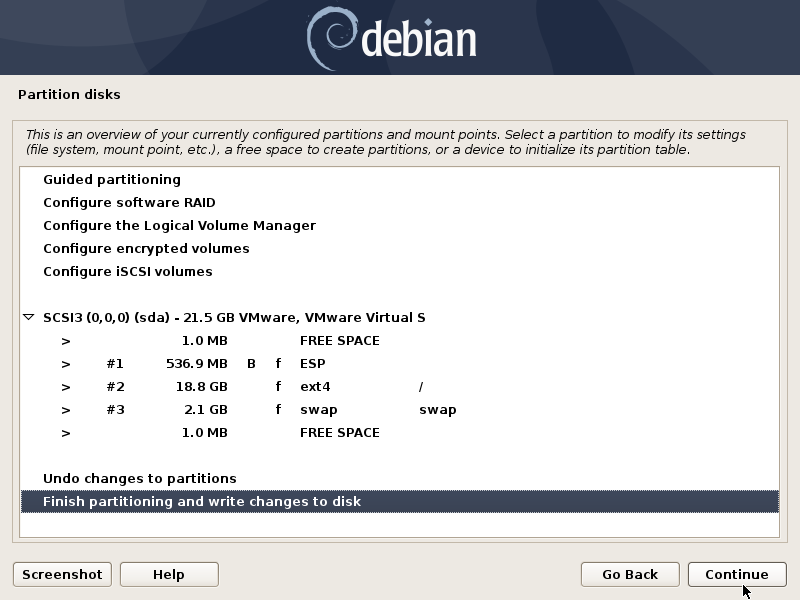 debian
Partition disks
This is an overview of your currently configured partitions and mount points. Select a partition to modify its settings
(file system, mount point, etc.), a free space to create partitions, or a device to initialize its partition table.
Guided partitioning
Configure software RAID
Configure the Logical Volume Manager
Configure encrypted volumes
Configure iSCSI volumes
SCSI3 (0,0,0) (sda) - 21.5 GB VMware, VMware Virtual S
> 1.0 MB FREE SPACE
> #1 536.9 MB B f ESP
> #2 18.8 GB f ext4 /
> #3 2.1 GB f swap swap
> 1.0 MB FREE SPACE
Undo changes to partitions
Finish partitioning and write changes to disk
Screenshot Help Go Back Continue